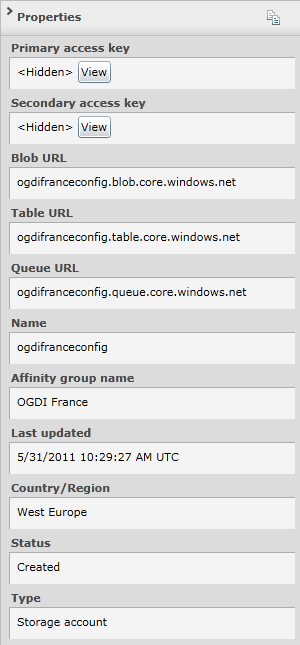 Properties
Primary access key
<Hidden> View
Secondary access key
<Hidden> View
Blob URL
ogdifranceconfig.blob.core.windows.net
Table URL
ogdifranceconfig.table.core.windows.net
Queue URL
ogdifranceconfig.queue.core.windows.net
Name
ogdifranceconfig
Affinity group name
OGDI France
Last updated
5/31/2011 10:29:27 AM UTC
Country/Region
West Europe
Status
Created
Type
Storage account